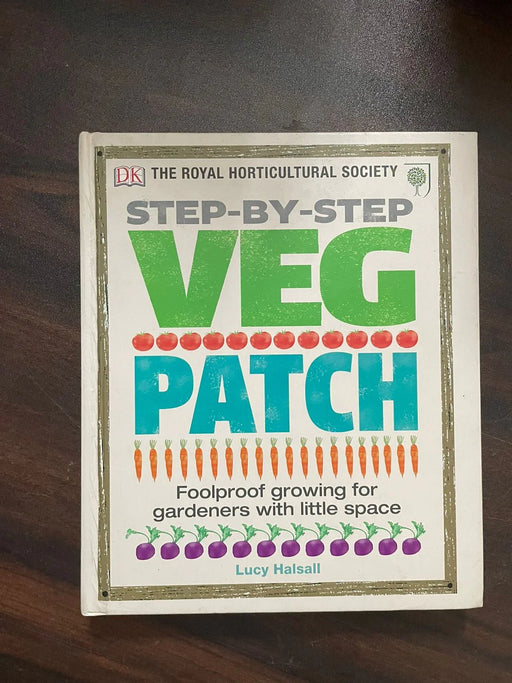 DK THE ROYAL HORTICULTURAL SOCIETY
STEP-BY-STEP
VEG
PATCH
Foolproof growing for
gardeners with little space
Lucy Halsall